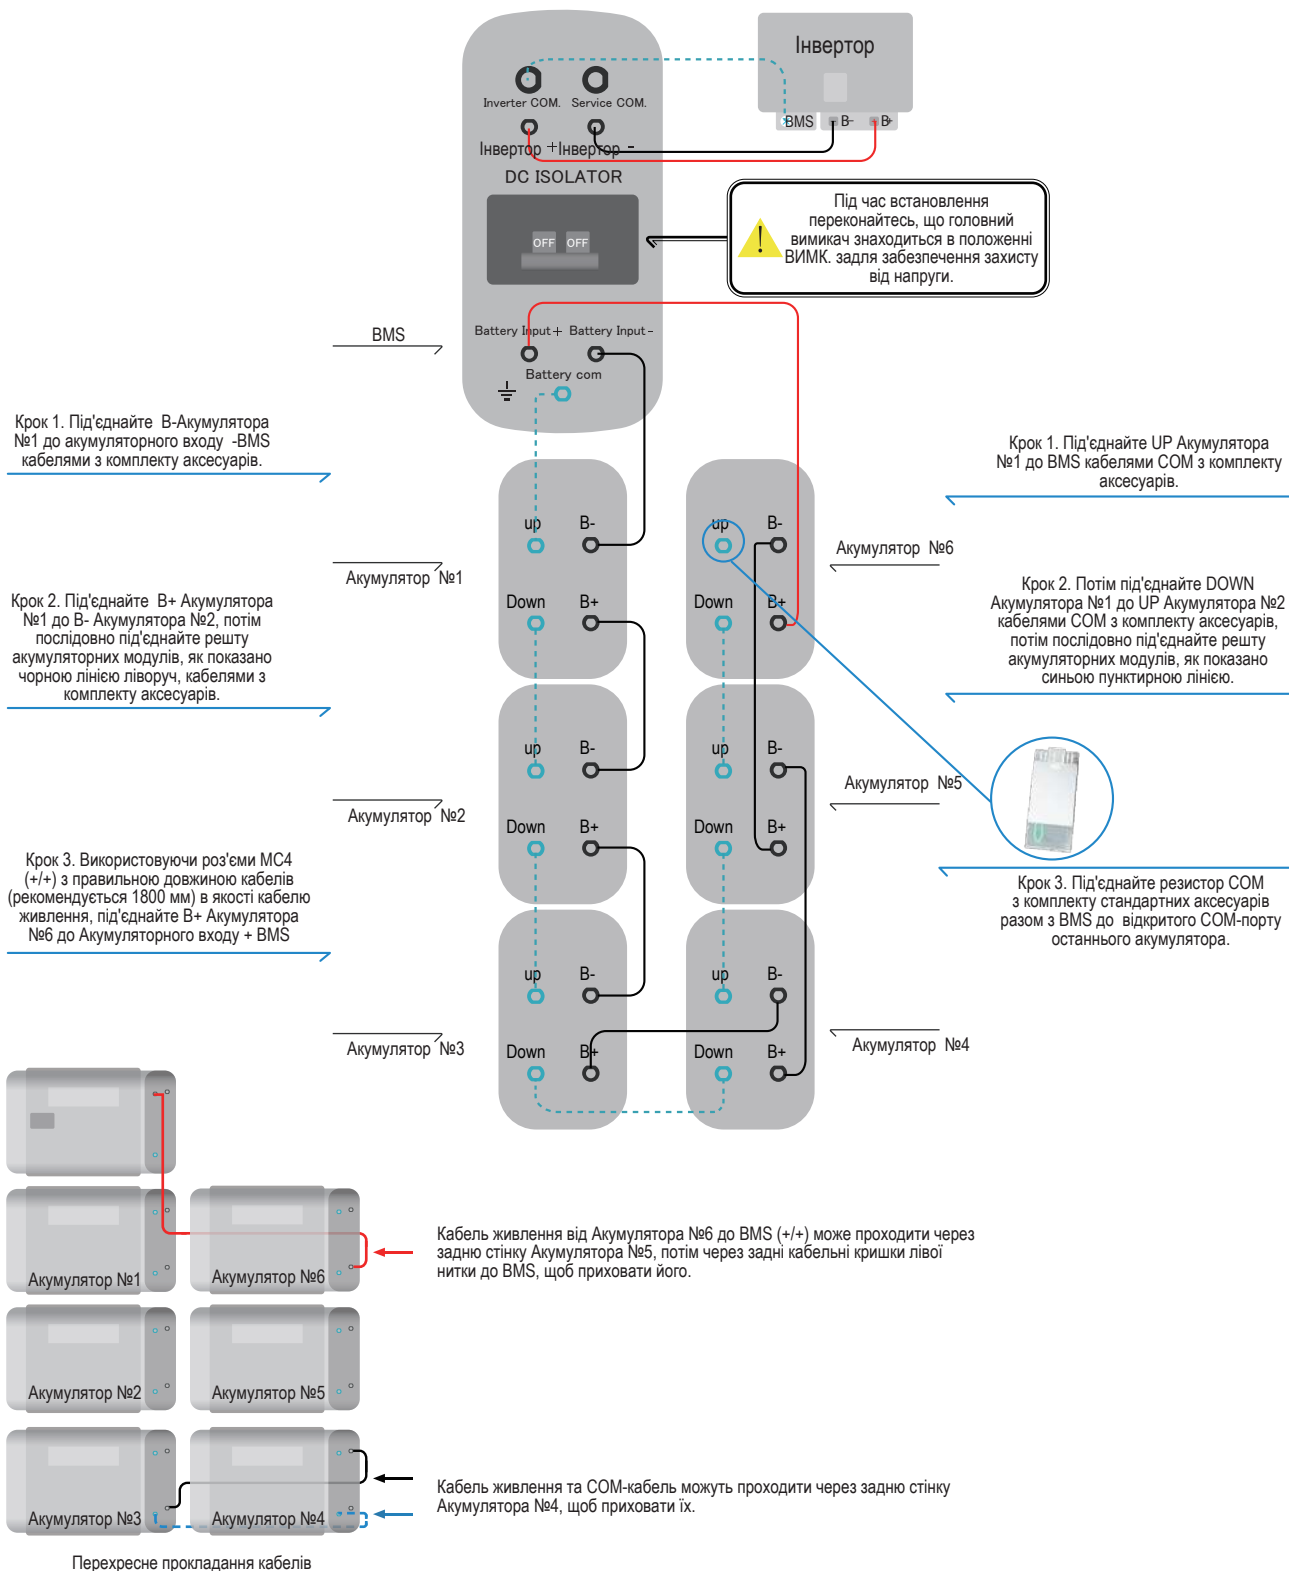 Інвертор
Inverter COM. Service COM.
BMS B- B+
Інвертор + Інвертор -
DC ISOLATOR
OFF OFF
Під час встановлення
переконайтесь, що головний
вимикач знаходиться в положенні
ВИМК. задля забезпечення захисту
від напруги.
BMS
Battery Input+ Battery Input-
Battery com
Крок 1. Під'єднайте В-Акумулятора
№1 до акумуляторного входу -BMS
кабелями з комплекту аксесуарів.
Крок 1. Під'єднайте UP Акумулятора
№1 до BMS кабелями COM з комплекту
аксесуарів.
up B-
Down B+
Акумулятор №1
up B-
Down B+
Акумулятор №6
Крок 2. Під'єднайте В+ Акумулятора
№1 до В- Акумулятора №2, потім
послідовно під'єднайте решту
акумуляторних модулів, як показано
чорною лінією ліворуч, кабелями з
комплекту аксесуарів.
Крок 2. Потім під'єднайте DOWN
Акумулятора №1 до UP Акумулятора №2
кабелями COM з комплекту аксесуарів,
потім послідовно під'єднайте решту
акумуляторних модулів, як показано
синьою пунктирною лінією.
up B-
Down B+
Акумулятор №2
up B-
Down B+
Акумулятор №5
Крок 3. Використовуючи роз'єми MC4
(+/+) з правильною довжиною кабелів
(рекомендується 1800 мм) в якості кабелю
живлення, під'єднайте В+ Акумулятора
№6 до Акумуляторного входу + BMS
Крок 3. Під'єднайте резистор COM
з комплекту стандартних аксесуарів
разом з BMS до відкритого COM-порту
останнього акумулятора.
up B-
Down B+
Акумулятор №3
up B-
Down B+
Акумулятор №4
Акумулятор №1 Акумулятор №6
Кабель живлення від Акумулятора №6 до BMS (+/+) може проходити через
задню стінку Акумулятора №5, потім через задні кабельні кришки лівої
нитки до BMS, щоб приховати його.
Акумулятор №2 Акумулятор №5
Акумулятор №3 Акумулятор №4
Кабель живлення та COM-кабель можуть проходити через задню стінку
Акумулятора №4, щоб приховати їх.
Перехресне прокладання кабелів